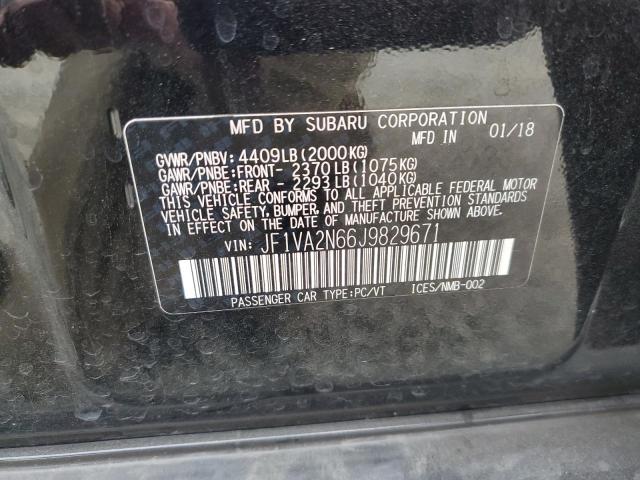 MFD BY SUBARU CORPORATION
MFD IN 01/18
GVWR/PNBV: 4409LB(2000KG)
GAWR/PNBE:FRONT- 2370LB(1075KG)
GAWR/PNBE:REAR - 2293LB(1040KG)
THIS VEHICLE CONFORMS TO ALL APPLICABLE FEDERAL MOTOR
VEHICLE SAFETY, BUMPER, AND THEFT PREVENTION STANDARDS
IN EFFECT ON THE DATE OF MANUFACTURE SHOWN ABOVE.
VIN: JF1VA2N66J9829671
PASSENGER CAR TYPE:PC/VT ICES/NMB-002